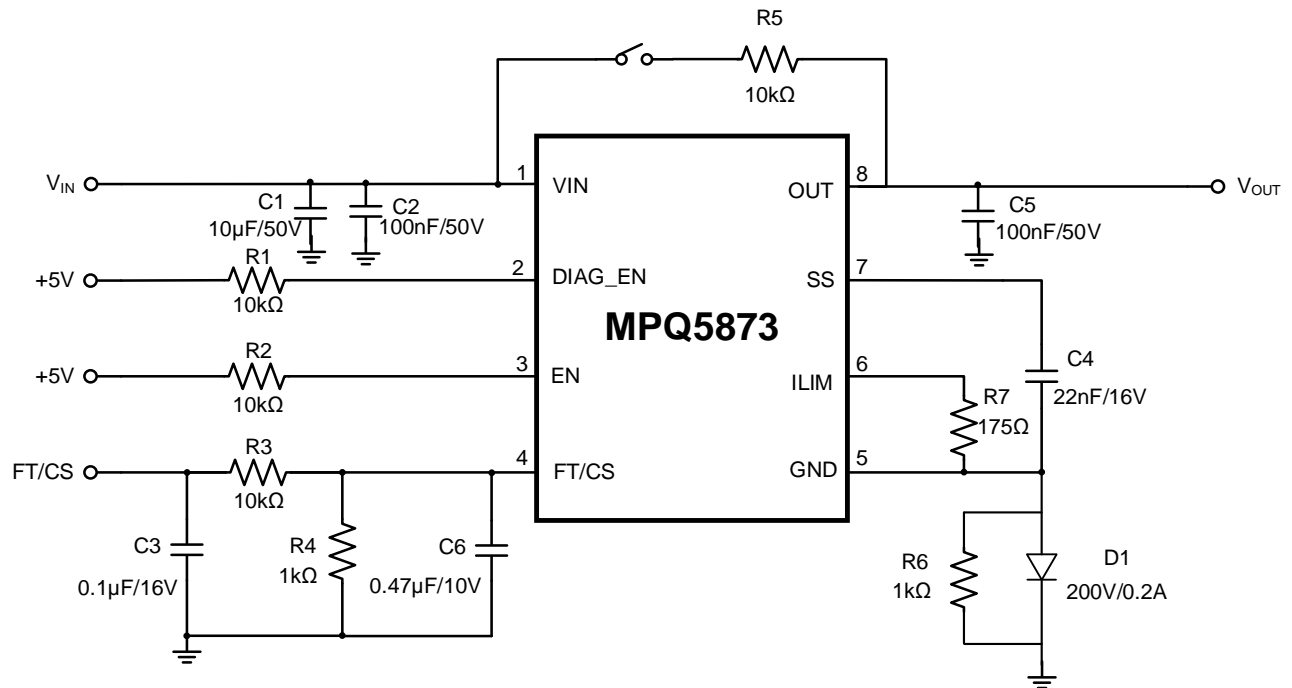 R5
10kΩ
VIN
1
VIN
OUT
8
VOUT
C1
10µF/50V
C2
100nF/50V
C5
100nF/50V
+5V
R1
10kΩ
2
DIAG_EN
SS
7
MPQ5873
+5V
R2
10kΩ
3
EN
ILIM
6
R7
175Ω
C4
22nF/16V
FT/CS
R3
10kΩ
4
FT/CS
GND
5
C3
0.1µF/16V
R4
1kΩ
C6
0.47µF/10V
R6
1kΩ
D1
200V/0.2A